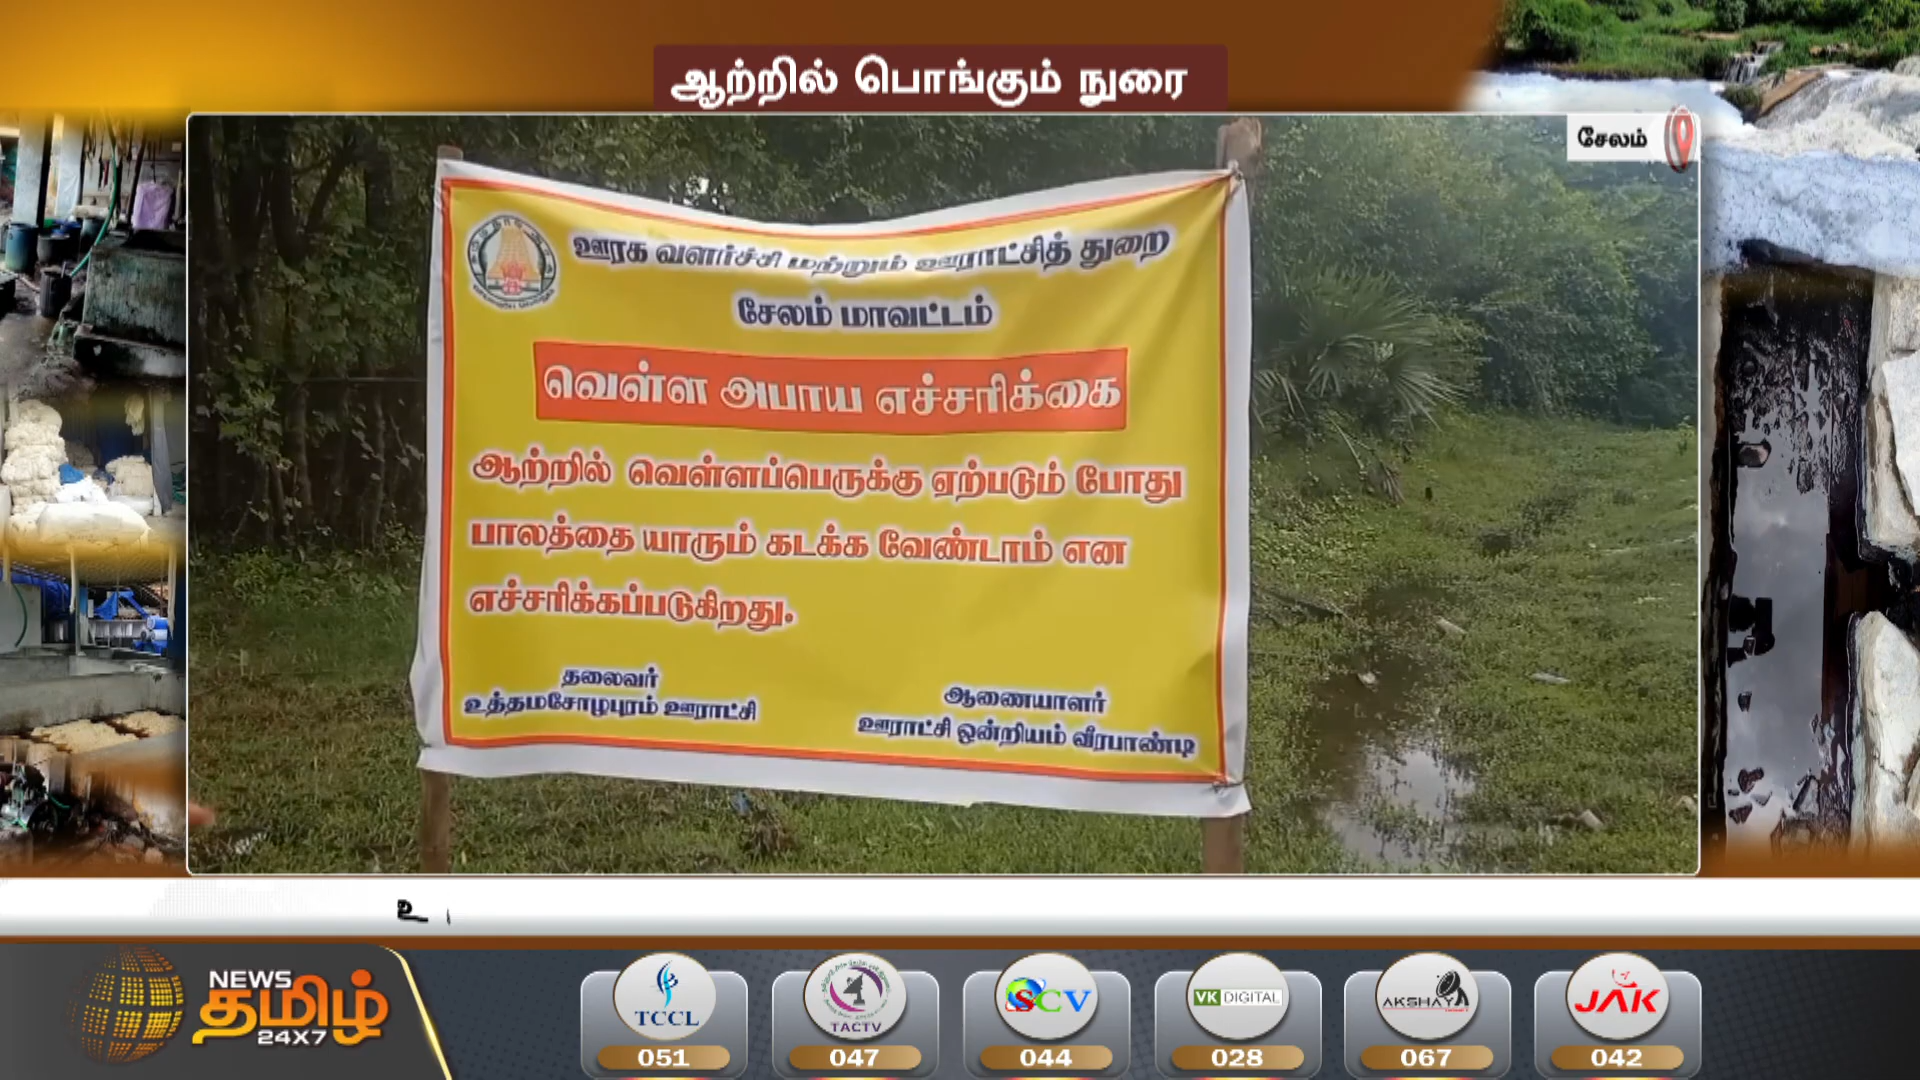 ஆற்றில் பொங்கும் நுரை
சேலம்
ஊரக வளர்ச்சி மற்றும் ஊராட்சித் துறை
சேலம் மாவட்டம்
வெள்ள அபாய எச்சரிக்கை
ஆற்றில் வெள்ளப்பெருக்கு ஏற்படும் போது
பாலத்தை யாரும் கடக்க வேண்டாம் என
எச்சரிக்கப்படுகிறது.
தலைவர்
உத்தமசோழபுரம் ஊராட்சி
ஆணையாளர்
ஊராட்சி ஒன்றியம் வீரபாண்டி
NEWS
தமிழ்
24X7
TCCL
051
TACTV
047
SCV
044
VK DIGITAL
028
AKSHAYA
067
JAK
042